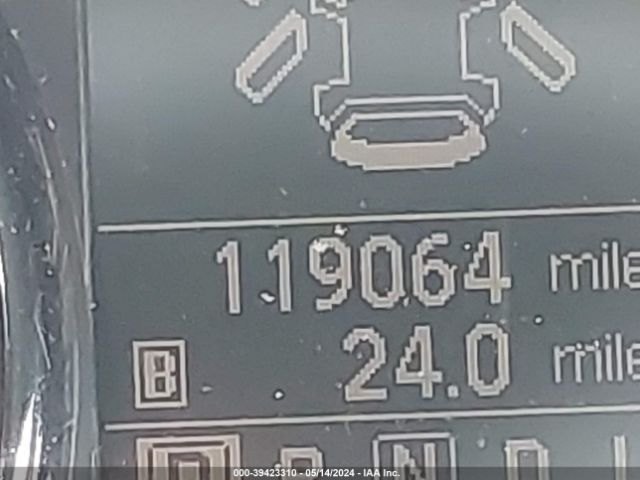 119064 mile
B 24.0 mile
P R N D L
000-39423310 - 05/14/2024 - IAA Inc.